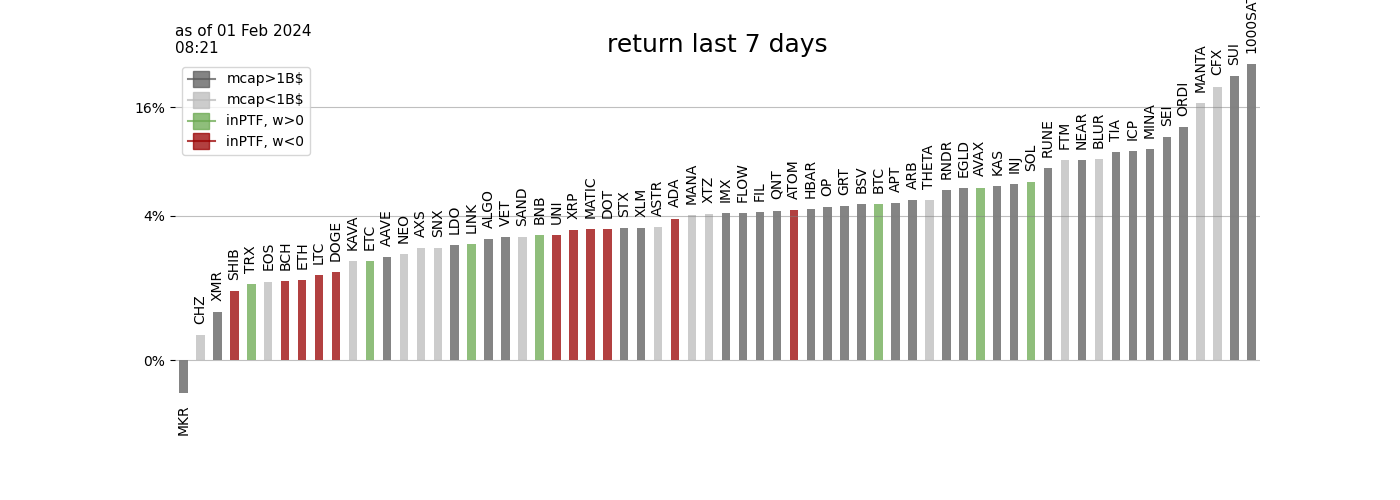 as of 01 Feb 2024
08:21
return last 7 days
mcap>1B$
mcap<1B$
inPTF, w>0
inPTF, w<0
16%
4%
0%
MKR
CHZ
XMR
SHIB
TRX
EOS
BCH
ETH
LTC
DOGE
KAVA
ETC
AAVE
NEO
AXS
SNX
LDO
LINK
ALGO
VET
SAND
BNB
UNI
XRP
MATIC
DOT
STX
XLM
ASTR
ADA
MANA
XTZ
IMX
FLOW
FIL
QNT
ATOM
HBAR
OP
GRT
BSV
BTC
APT
ARB
THETA
RNDR
EGLD
AVAX
KAS
INJ
SOL
RUNE
FTM
NEAR
BLUR
TIA
ICP
MINA
SEI
ORDI
MANTA
CFX
SUI